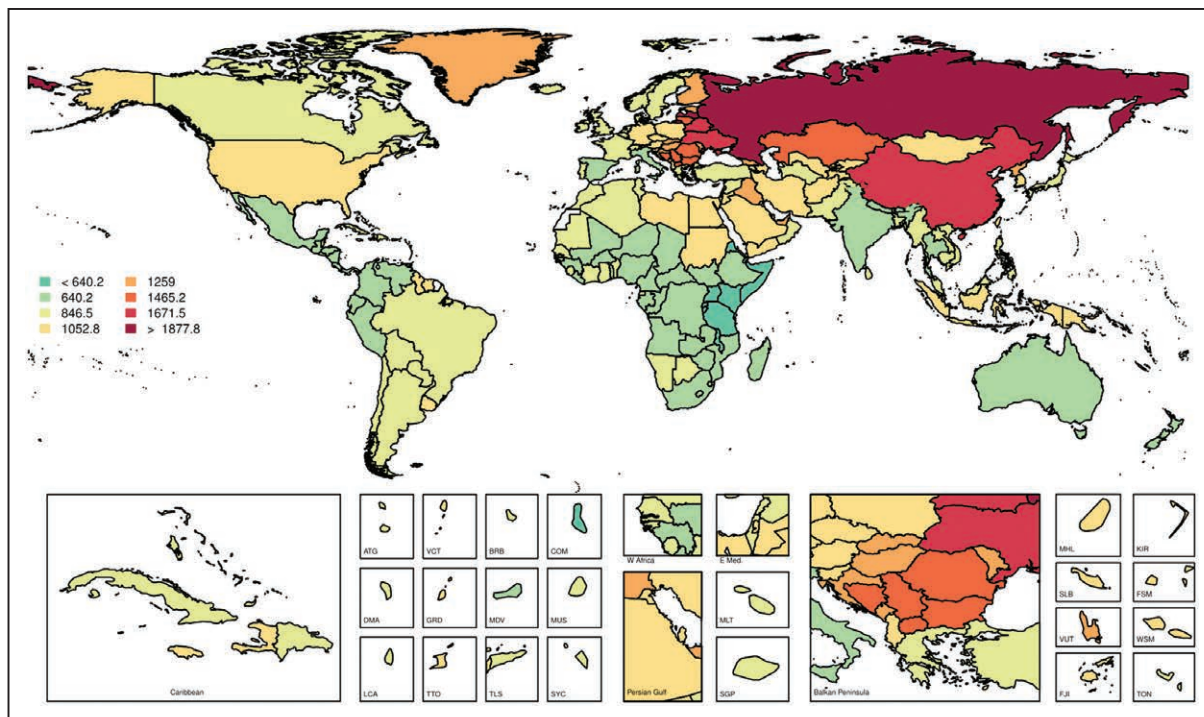 < 640.2
640.2
846.5
1052.8
1259
1465.2
1671.5
> 1877.8
Caribbean
ATG
VCT
BRB
COM
DMA
GRD
MDV
MUS
LCA
TTO
TLS
SYC
W Africa
E Med.
Persian Gulf
MLT
SGP
Balkan Peninsula
MHL
KIR
SLB
FSM
VUT
WSM
FJI
TON